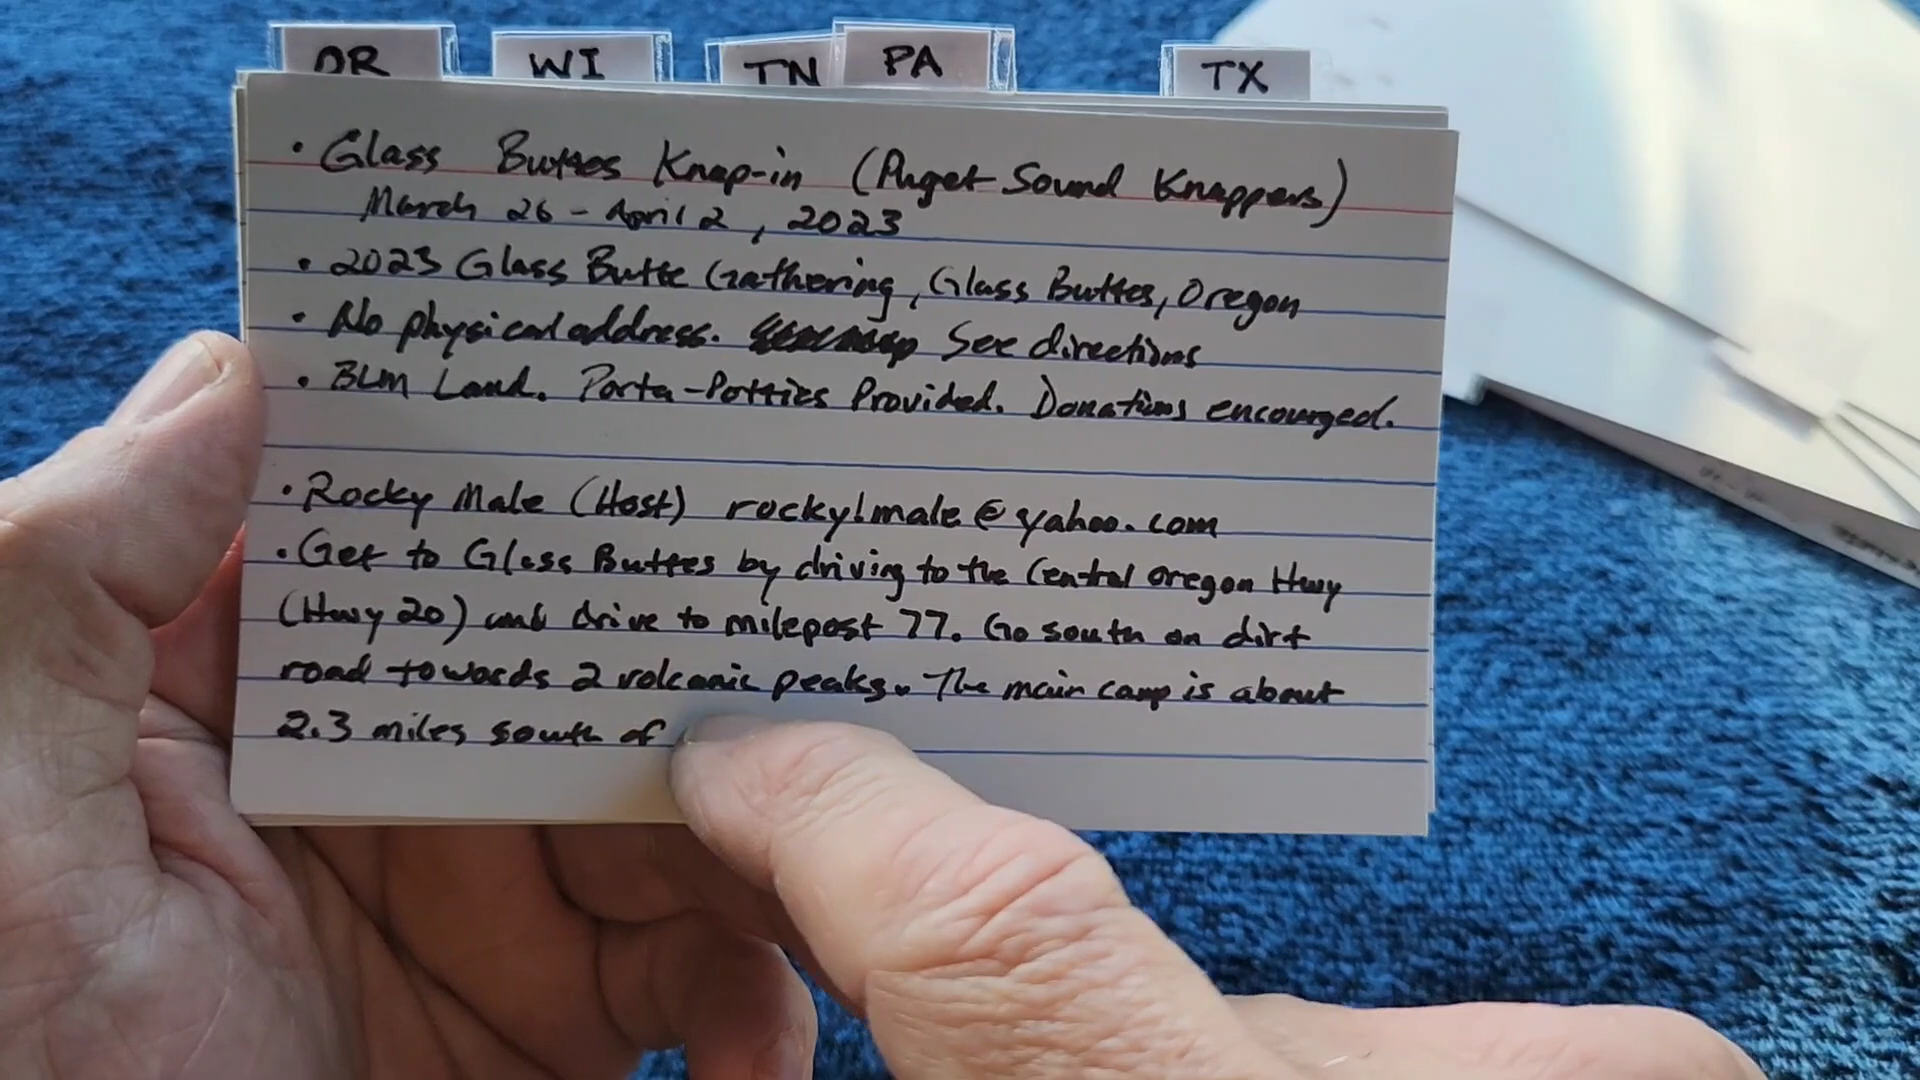 OR WI TN PA TX
• Glass Buttes Knap-in (Puget Sound Knappers)
March 26 - April 2, 2023
• 2023 Glass Butte Gathering, Glass Buttes, Oregon
• No physical address. See directions
• BLM Land. Porta-Potties Provided. Donations encourged.
• Rocky Male (Host) rocky!male@yahoo.com
• Get to Glass Buttes by driving to the Central Oregon Hwy
(Hwy 20) and drive to milepost 77. Go south on dirt
road towards 2 volcanic peaks. The main camp is about
2.3 miles south of